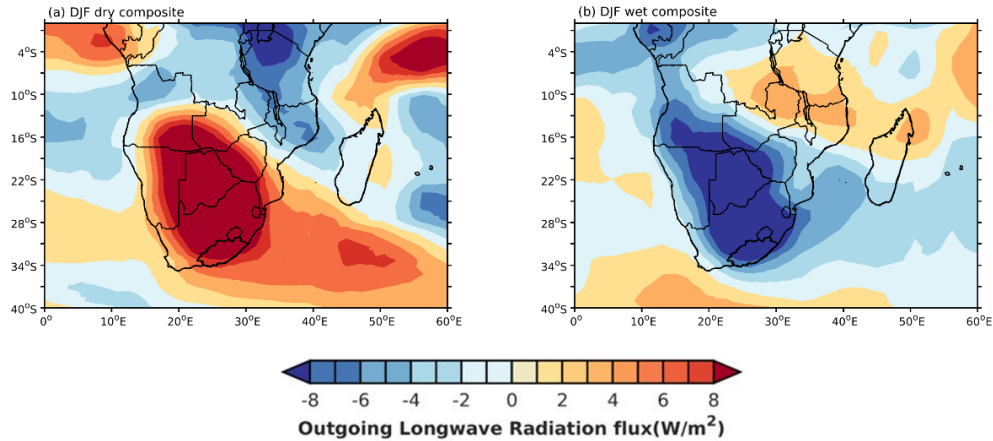 (a) DJF dry composite
(b) DJF wet composite
4°S
10°S
16°S
22°S
28°S
34°S
40°S
0°
10°E
20°E
30°E
40°E
50°E
60°E
4°S
10°S
16°S
22°S
28°S
34°S
40°S
0°
10°E
20°E
30°E
40°E
50°E
60°E
-8 -6 -4 -2 0 2 4 6 8
Outgoing Longwave Radiation flux(W/m²)